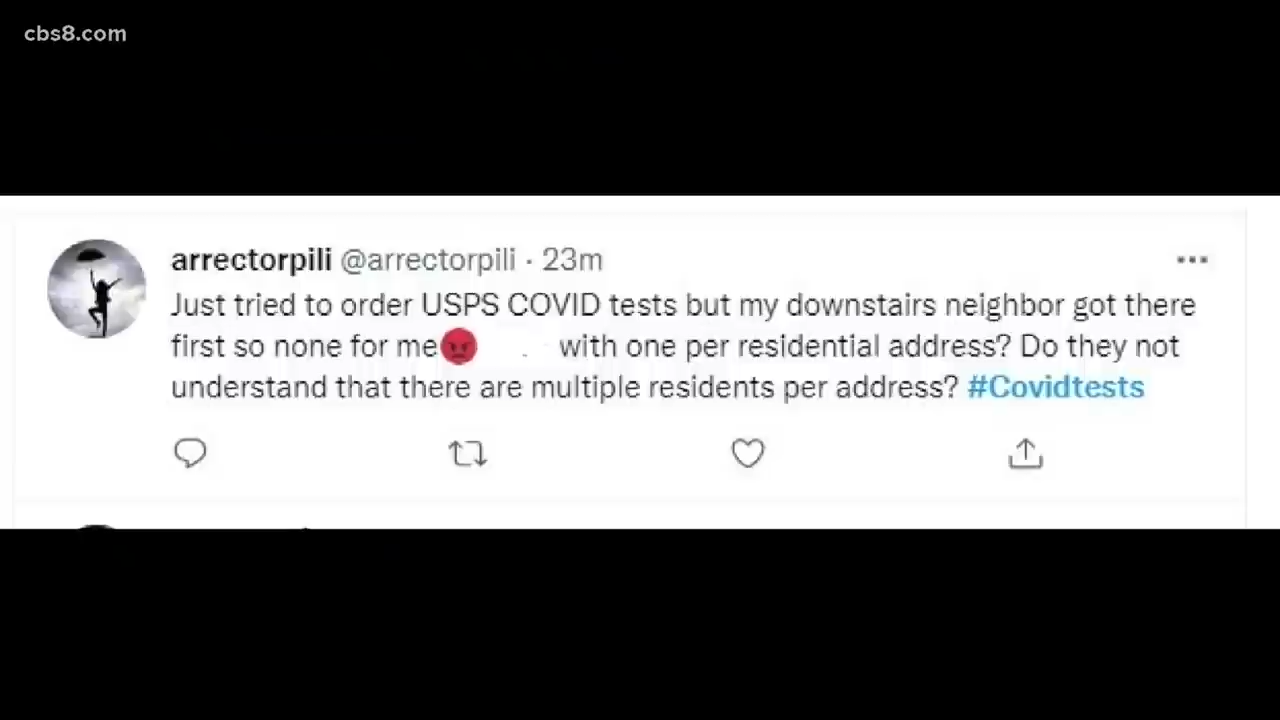 cbs8.com
arrectorpili @arrectorpili · 23m
Just tried to order USPS COVID tests but my downstairs neighbor got there
first so none for me😡 with one per residential address? Do they not
understand that there are multiple residents per address? #Covidtests